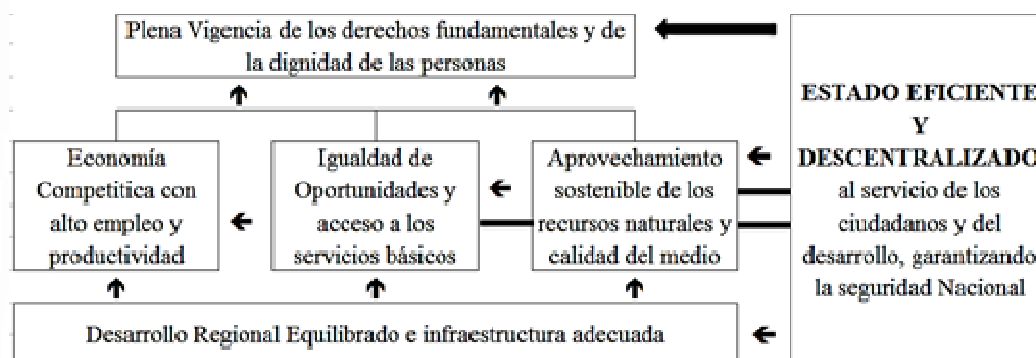 Plena Vigencia de los derechos fundamentales y de
la dignidad de las personas
Economía
Competitica con
alto empleo y
productividad
Igualdad de
Oportunidades y
acceso a los
servicios básicos
Aprovechamiento
sostenible de los
recursos naturales y
calidad del medio
ESTADO EFICIENTE
Y
DESCENTRALIZADO
al servicio de los
ciudadanos y del
desarrollo, garantizando
la seguridad Nacional
Desarrollo Regional Equilibrado e infraestructura adecuada